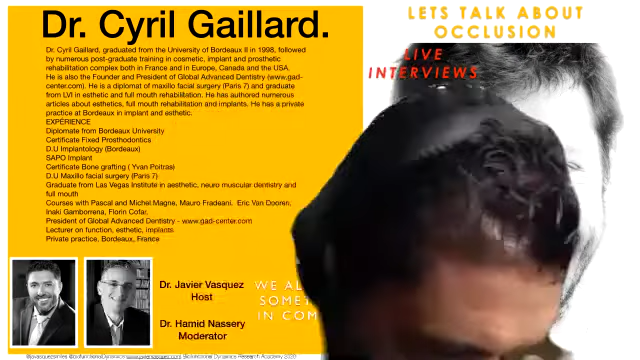 Dr. Cyril Gaillard.
LETS TALK ABOUT
OCCLUSION
LIVE
INTERVIEWS
Dr. Cyril Gaillard, graduated from the University of Bordeaux II in 1998, followed
by numerous post-graduate training in cosmetic, implant and prosthetic
rehabilitation complex both in France and in Europe, Canada and the USA.
He is also the Founder and President of Global Advanced Dentistry (www.gad-
center.com). He is a diplomat of maxillo facial surgery (Paris 7) and graduate
from LVI in esthetic and full mouth rehabilitation. He has authored numerous
articles about esthetics, full mouth rehabilitation and implants. He has a private
practice at Bordeaux in implant and esthetic.
EXPERIENCE
Diplomate from Bordeaux University
Certificate Fixed Prosthodontics
D.U Implantology (Bordeaux)
SAPO Implant
Certificate Bone grafting ( Yvan Poitras)
D.U Maxillo facial surgery (Paris 7)
Graduate from Las Vegas Institute in aesthetic, neuro muscular dentistry and
full mouth
Courses with Pascal and Michel Magne, Mauro Fradeani, Eric Van Dooren,
Inaki Gamborrena, Florin Cofar,
President of Global Advanced Dentistry - www.gad-center.com
Lecturer on function, esthetic, implants
Private practice, Bordeaux, France
Dr. Javier Vasquez
Host
Dr. Hamid Nassery
Moderator
WE AL
SOMET
IN COM
Biofunctional Dynamics Research Academy 2020